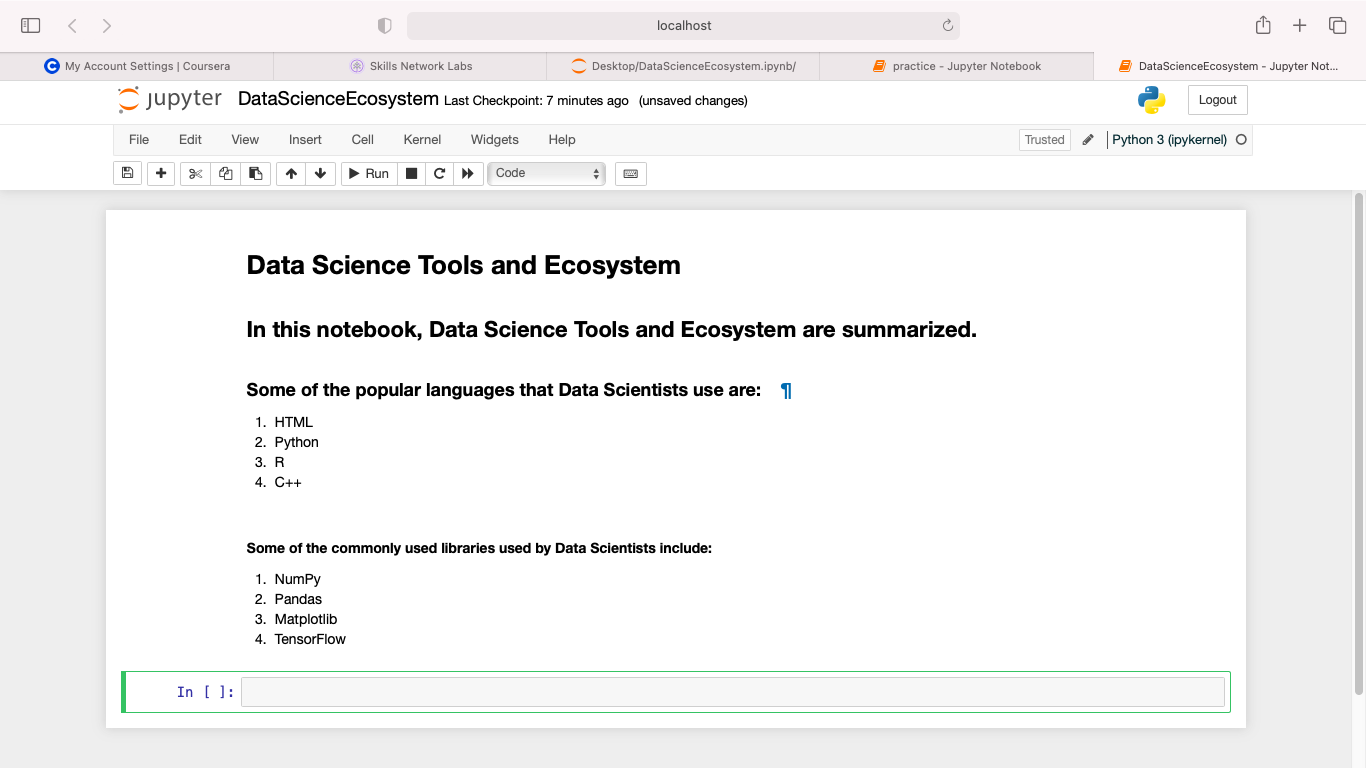 localhost
My Account Settings | Coursera
Skills Network Labs
Desktop/DataScienceEcosystem.ipynb/
practice - Jupyter Notebook
DataScienceEcosystem - Jupyter Not...
jupyter DataScienceEcosystem Last Checkpoint: 7 minutes ago (unsaved changes)
Logout
File Edit View Insert Cell Kernel Widgets Help
Trusted
Python 3 (ipykernel)
Run
Code
Data Science Tools and Ecosystem
In this notebook, Data Science Tools and Ecosystem are summarized.
Some of the popular languages that Data Scientists use are: ¶
1. HTML
2. Python
3. R
4. C++
Some of the commonly used libraries used by Data Scientists include:
1. NumPy
2. Pandas
3. Matplotlib
4. TensorFlow
In [ ]: